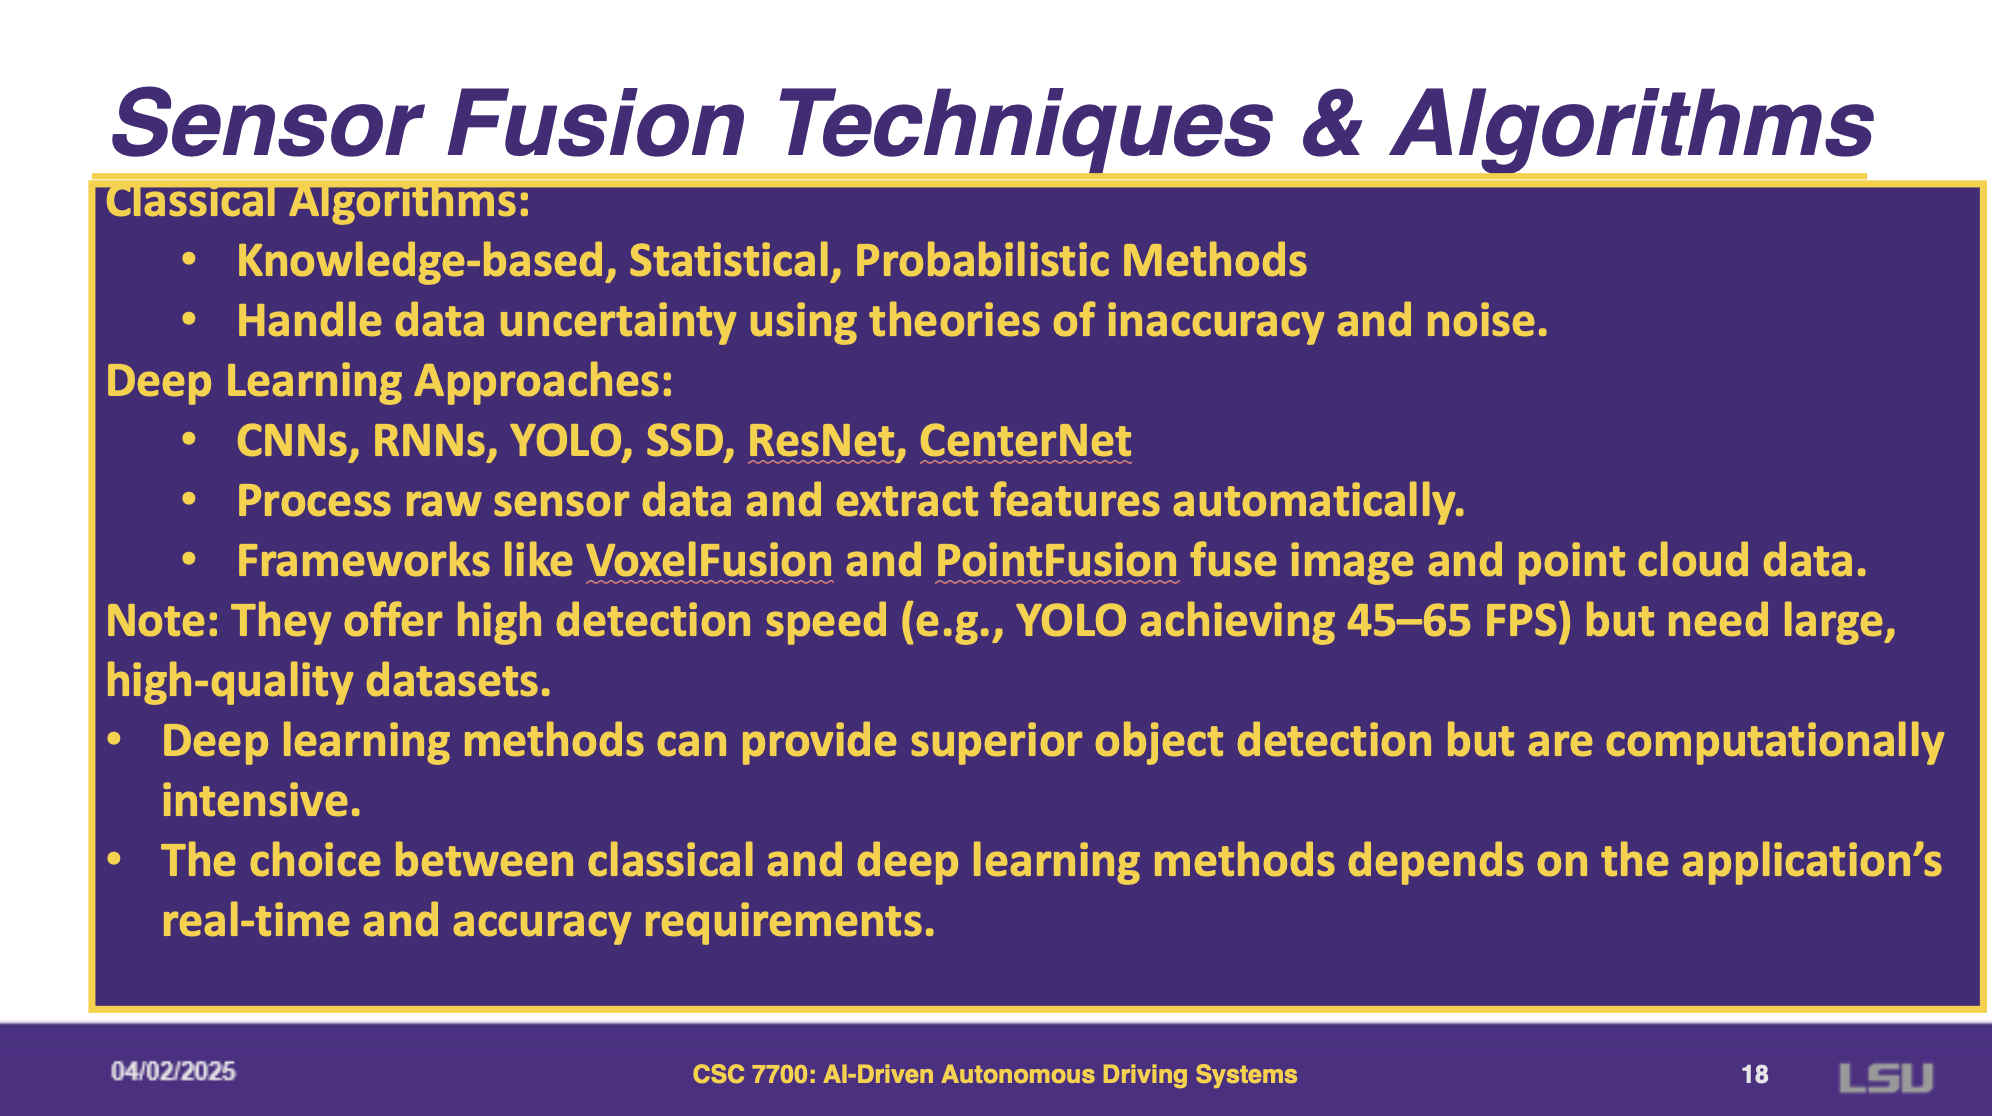 Sensor Fusion Techniques & Algorithms
Classical Algorithms:
• Knowledge-based, Statistical, Probabilistic Methods
• Handle data uncertainty using theories of inaccuracy and noise.
Deep Learning Approaches:
• CNNs, RNNs, YOLO, SSD, ResNet, CenterNet
• Process raw sensor data and extract features automatically.
• Frameworks like VoxelFusion and PointFusion fuse image and point cloud data.
Note: They offer high detection speed (e.g., YOLO achieving 45–65 FPS) but need large,
high-quality datasets.
• Deep learning methods can provide superior object detection but are computationally
intensive.
• The choice between classical and deep learning methods depends on the application’s
real-time and accuracy requirements.
04/02/2025
CSC 7700: AI-Driven Autonomous Driving Systems
18
LSU